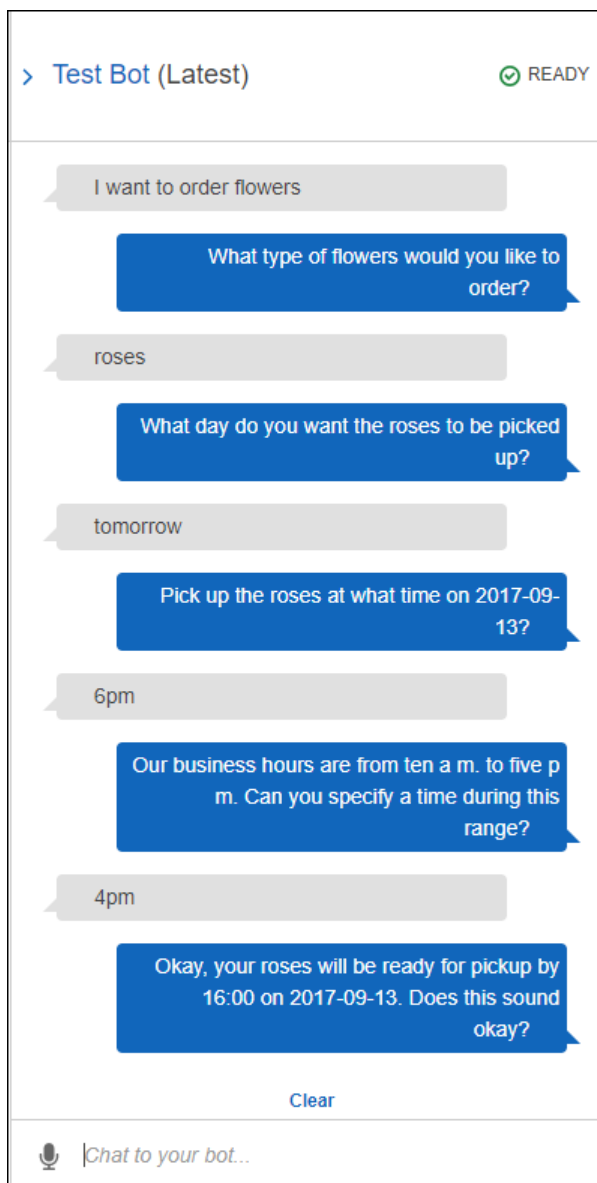 Test Bot (Latest)
READY
I want to order flowers
What type of flowers would you like to
order?
roses
What day do you want the roses to be picked
up?
tomorrow
Pick up the roses at what time on 2017-09-
13?
6pm
Our business hours are from ten a m. to five p
m. Can you specify a time during this
range?
4pm
Okay, your roses will be ready for pickup by
16:00 on 2017-09-13. Does this sound
okay?
Clear
Chat to your bot...